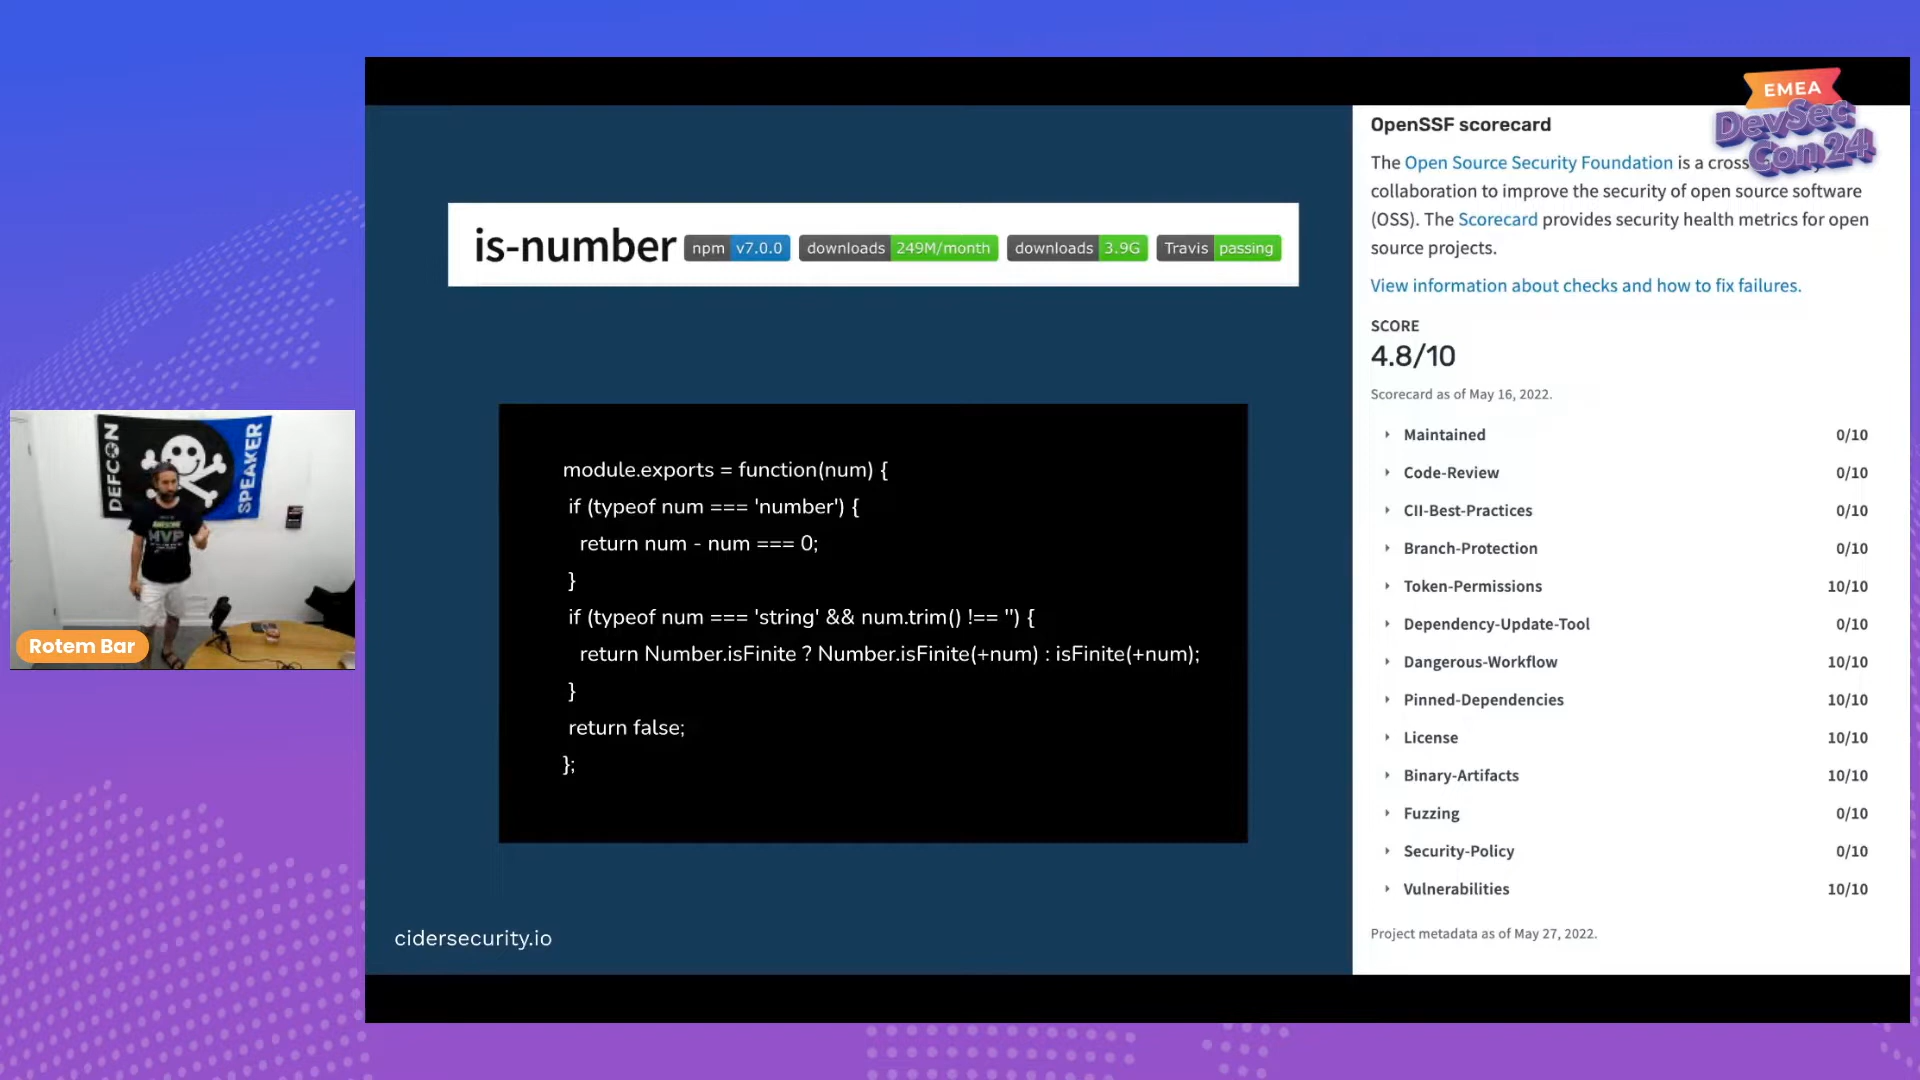 EMEA
DevSec
Con24
is-number npm v7.0.0 downloads 249M/month downloads 3.9G Travis passing
module.exports = function(num) {
if (typeof num === 'number') {
return num - num === 0;
}
if (typeof num === 'string' && num.trim() !== '') {
return Number.isFinite ? Number.isFinite(+num) : isFinite(+num);
}
return false;
};
cidersecurity.io
OpenSSF scorecard
The Open Source Security Foundation is a cross
collaboration to improve the security of open source software
(OSS). The Scorecard provides security health metrics for open
source projects.
View information about checks and how to fix failures.
SCORE
4.8/10
Scorecard as of May 16, 2022.
Maintained 0/10
Code-Review 0/10
CII-Best-Practices 0/10
Branch-Protection 0/10
Token-Permissions 10/10
Dependency-Update-Tool 0/10
Dangerous-Workflow 10/10
Pinned-Dependencies 10/10
License 10/10
Binary-Artifacts 10/10
Fuzzing 0/10
Security-Policy 0/10
Vulnerabilities 10/10
Project metadata as of May 27, 2022.
DEFCON
SPEAKER
MVP
Rotem Bar